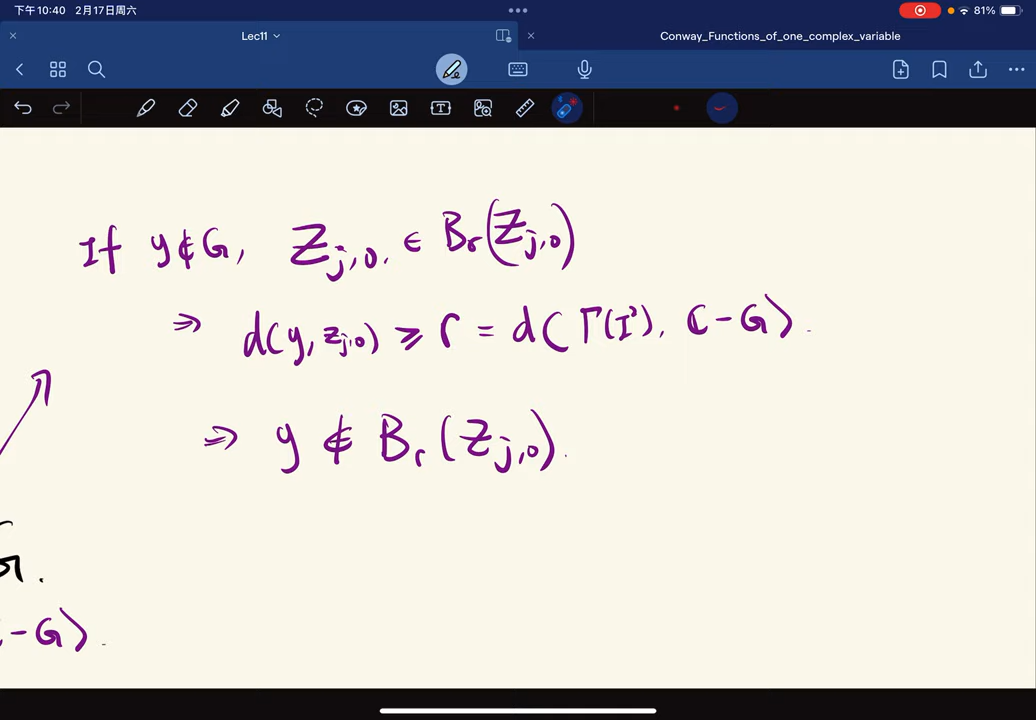 下午10:40 2月17日周六
81%
Lec11
Conway_Functions_of_one_complex_variable
If y∉G, Z_{j,0}. ∈ B_r(Z_{j,0})
⇒ d(y, z_{j,0}) ⩾ r = d(Γ(I²), ℂ-G).
⇒ y ∉ B_r(Z_{j,0}).
G.
-G).